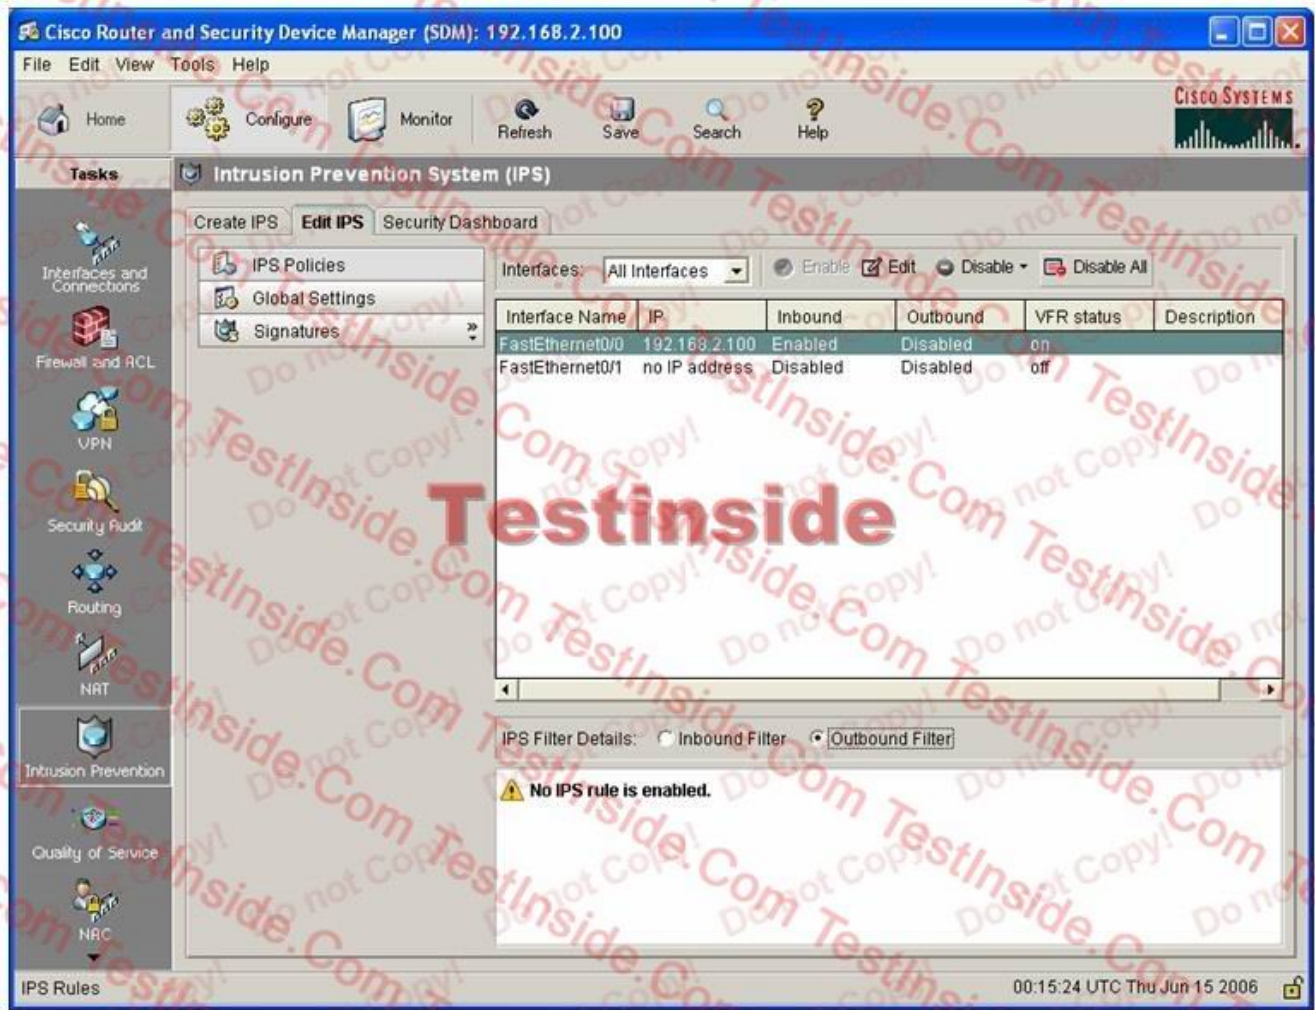 Cisco Router and Security Device Manager (SDM): 192.168.2.100
File Edit View Tools Help
Home Configure Monitor Refresh Save Search Help
CISCO SYSTEMS
Tasks
Intrusion Prevention System (IPS)
Create IPS Edit IPS Security Dashboard
Interfaces and
Connections
Firewall and ACL
VPN
Security Audit
Routing
NAT
Intrusion Prevention
Quality of Service
NAC
IPS Policies
Global Settings
Signatures
Interfaces: All Interfaces Enable Edit Disable Disable All
Interface Name IP Inbound Outbound VFR status Description
FastEthernet0/0 192.168.2.100 Enabled Disabled on
FastEthernet0/1 no IP address Disabled Disabled off
Testinside
IPS Filter Details: Inbound Filter Outbound Filter
No IPS rule is enabled.
IPS Rules
00:15:24 UTC Thu Jun 15 2006
TestInside.Com
Do not Copy!